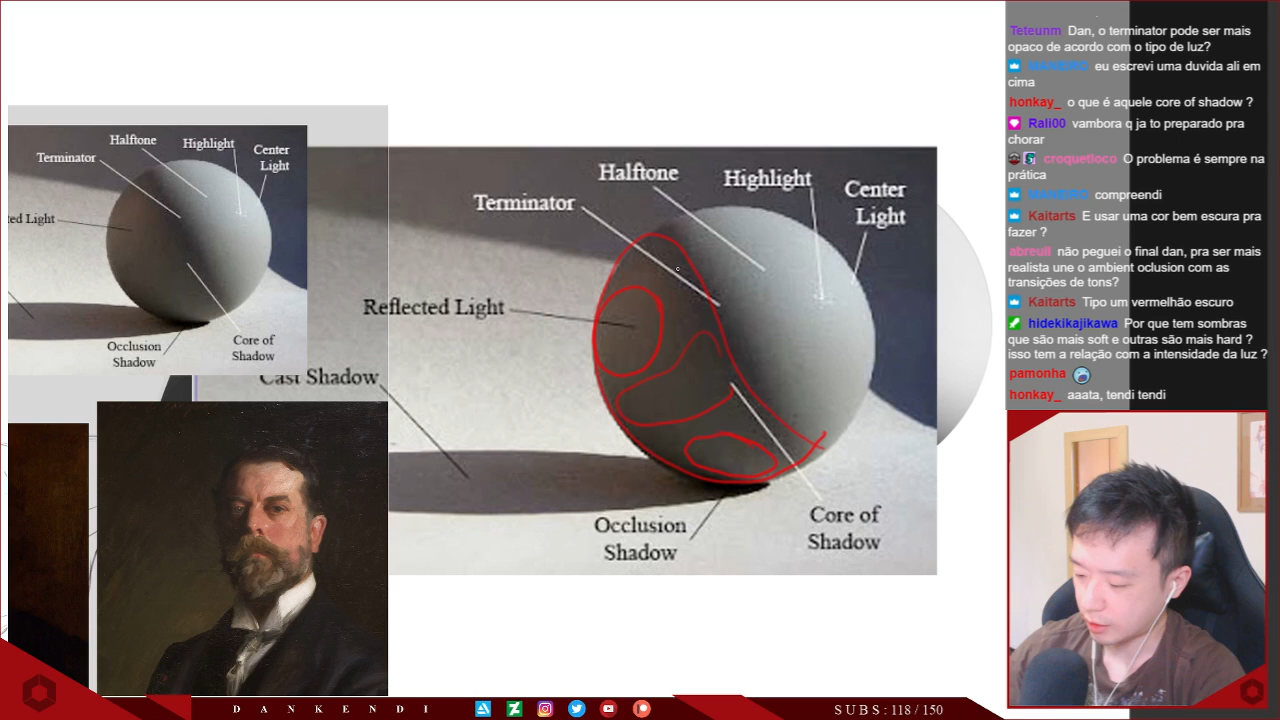 Halftone
Highlight
Center
Light
Terminator
ted Light
Occlusion
Shadow
Core of
Shadow
Halftone
Highlight
Center
Light
Terminator
Reflected Light
Cast Shadow
Occlusion
Shadow
Core of
Shadow
Teteunm Dan, o terminator pode ser mais
opaco de acordo com o tipo de luz?
eu escrevi uma duvida ali em
cima
honkay_ o que é aquele core of shadow ?
Rali00 vambora q ja to preparado pra
chorar
croquetloco O problema é sempre na
prática
compreendi
Kaitarts E usar uma cor bem escura pra
fazer ?
abreull não peguei o final dan, pra ser mais
realista une o ambient oclusion com as
transições de tons?
Kaitarts Tipo um vermelhão escuro
hidekikajikawa Por que tem sombras
que são mais soft e outras são mais hard ?
isso tem a relação com a intensidade da luz ?
pamonha
honkay_ aaata, tendi tendi
DANKENDI
SUBS: 118 / 150